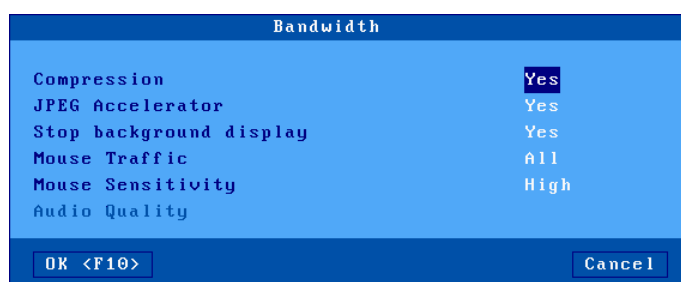 Bandwidth
Compression Yes
JPEG Accelerator Yes
Stop background display Yes
Mouse Traffic All
Mouse Sensitivity High
Audio Quality
OK <F10> Cancel